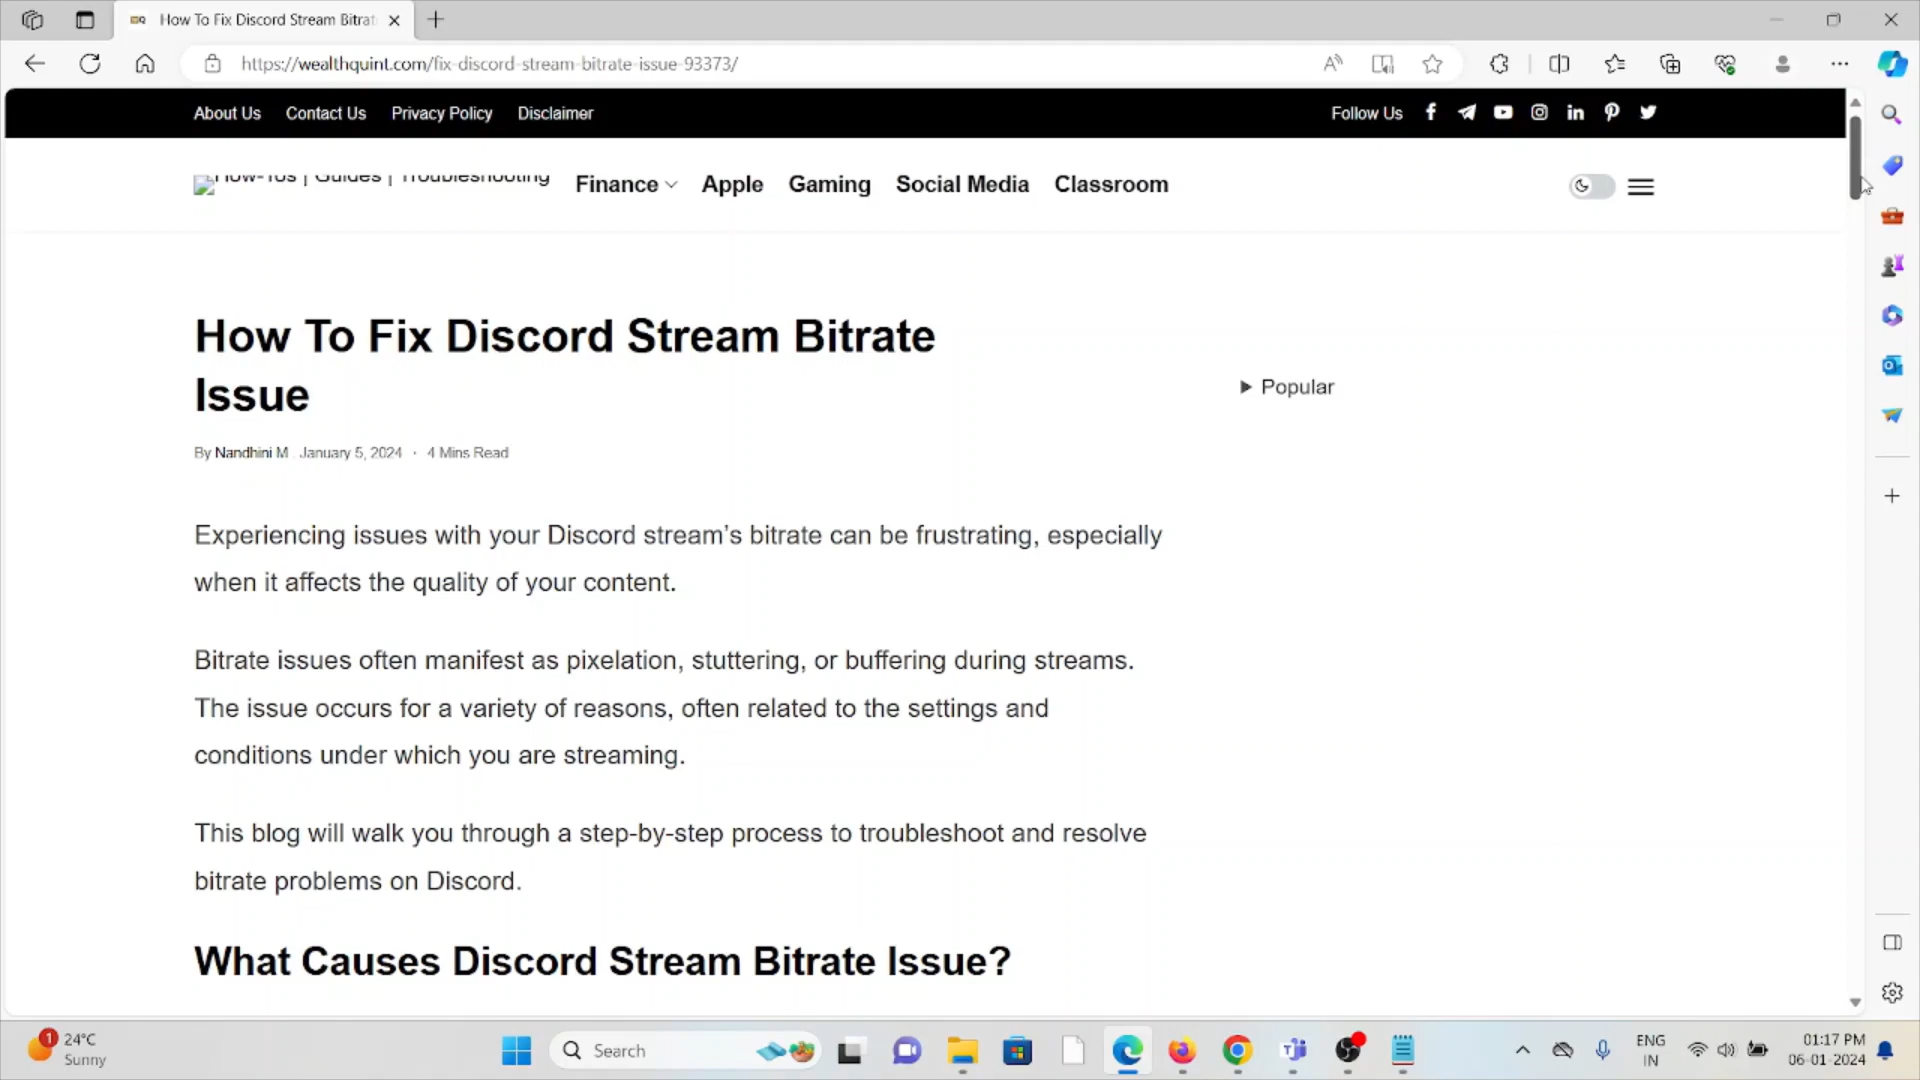 How To Fix Discord Stream Bitrat
https://wealthquint.com/fix-discord-stream-bitrate-issue-93373/
About Us Contact Us Privacy Policy Disclaimer Follow Us
How-Tos | Guides | Troubleshooting Finance Apple Gaming Social Media Classroom
How To Fix Discord Stream Bitrate
Issue
Popular
By Nandhini M . January 5, 2024 · 4 Mins Read
Experiencing issues with your Discord stream’s bitrate can be frustrating, especially
when it affects the quality of your content.
Bitrate issues often manifest as pixelation, stuttering, or buffering during streams.
The issue occurs for a variety of reasons, often related to the settings and
conditions under which you are streaming.
This blog will walk you through a step-by-step process to troubleshoot and resolve
bitrate problems on Discord.
What Causes Discord Stream Bitrate Issue?
1 24°C
Sunny
Search
ENG
IN
01:17 PM
06-01-2024